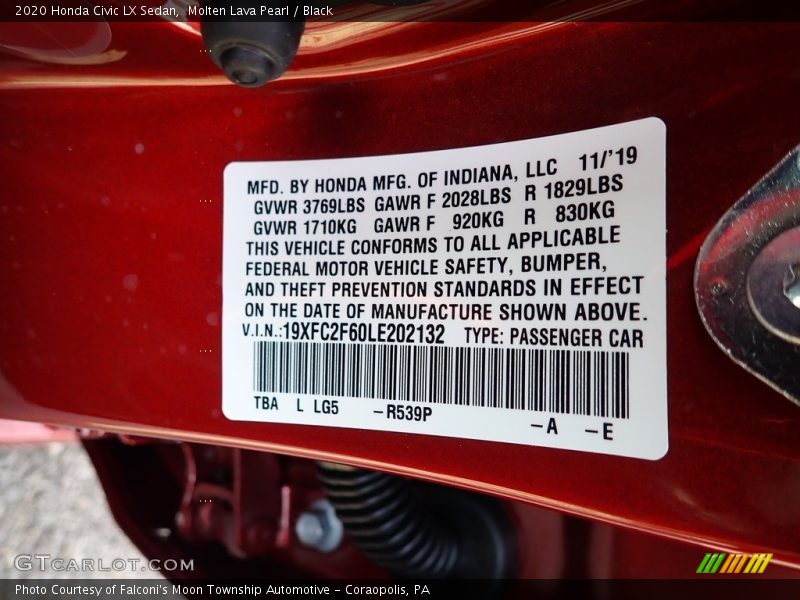 2020 Honda Civic LX Sedan,  Molten Lava Pearl / Black
MFD. BY HONDA MFG. OF INDIANA, LLC 11/'19
GVWR 3769LBS GAWR F 2028LBS R 1829LBS
GVWR 1710KG GAWR F 920KG R 830KG
THIS VEHICLE CONFORMS TO ALL APPLICABLE
FEDERAL MOTOR VEHICLE SAFETY, BUMPER,
AND THEFT PREVENTION STANDARDS IN EFFECT
ON THE DATE OF MANUFACTURE SHOWN ABOVE.
V.I.N.:19XFC2F60LE202132 TYPE: PASSENGER CAR
TBA L LG5 -R539P -A -E
GTCARLOT.COM
Photo Courtesy of Falconi's Moon Township Automotive - Coraopolis, PA